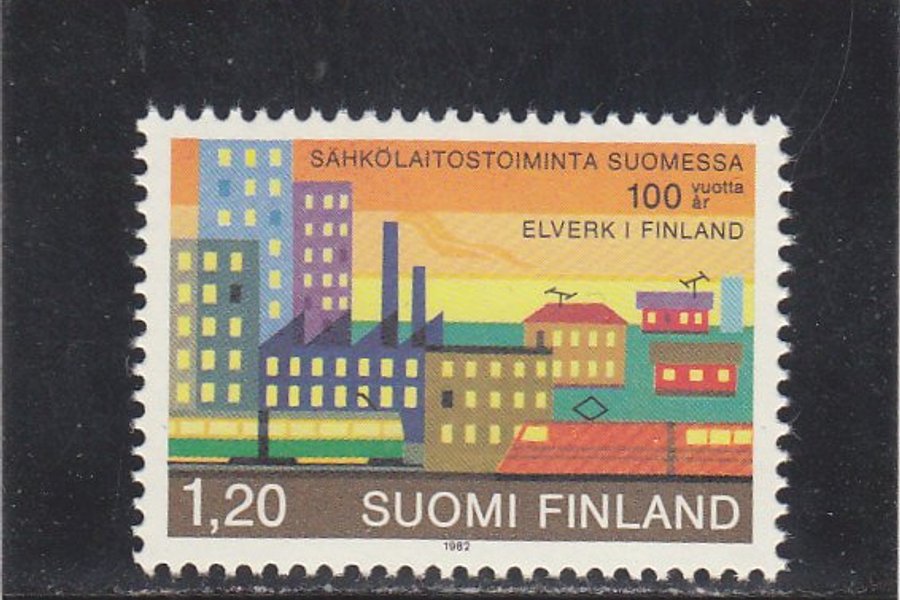 SÄHKÖLAITOSTOIMINTA SUOMESSA
100 vuotta
år
ELVERK I FINLAND
1,20 SUOMI FINLAND
1982